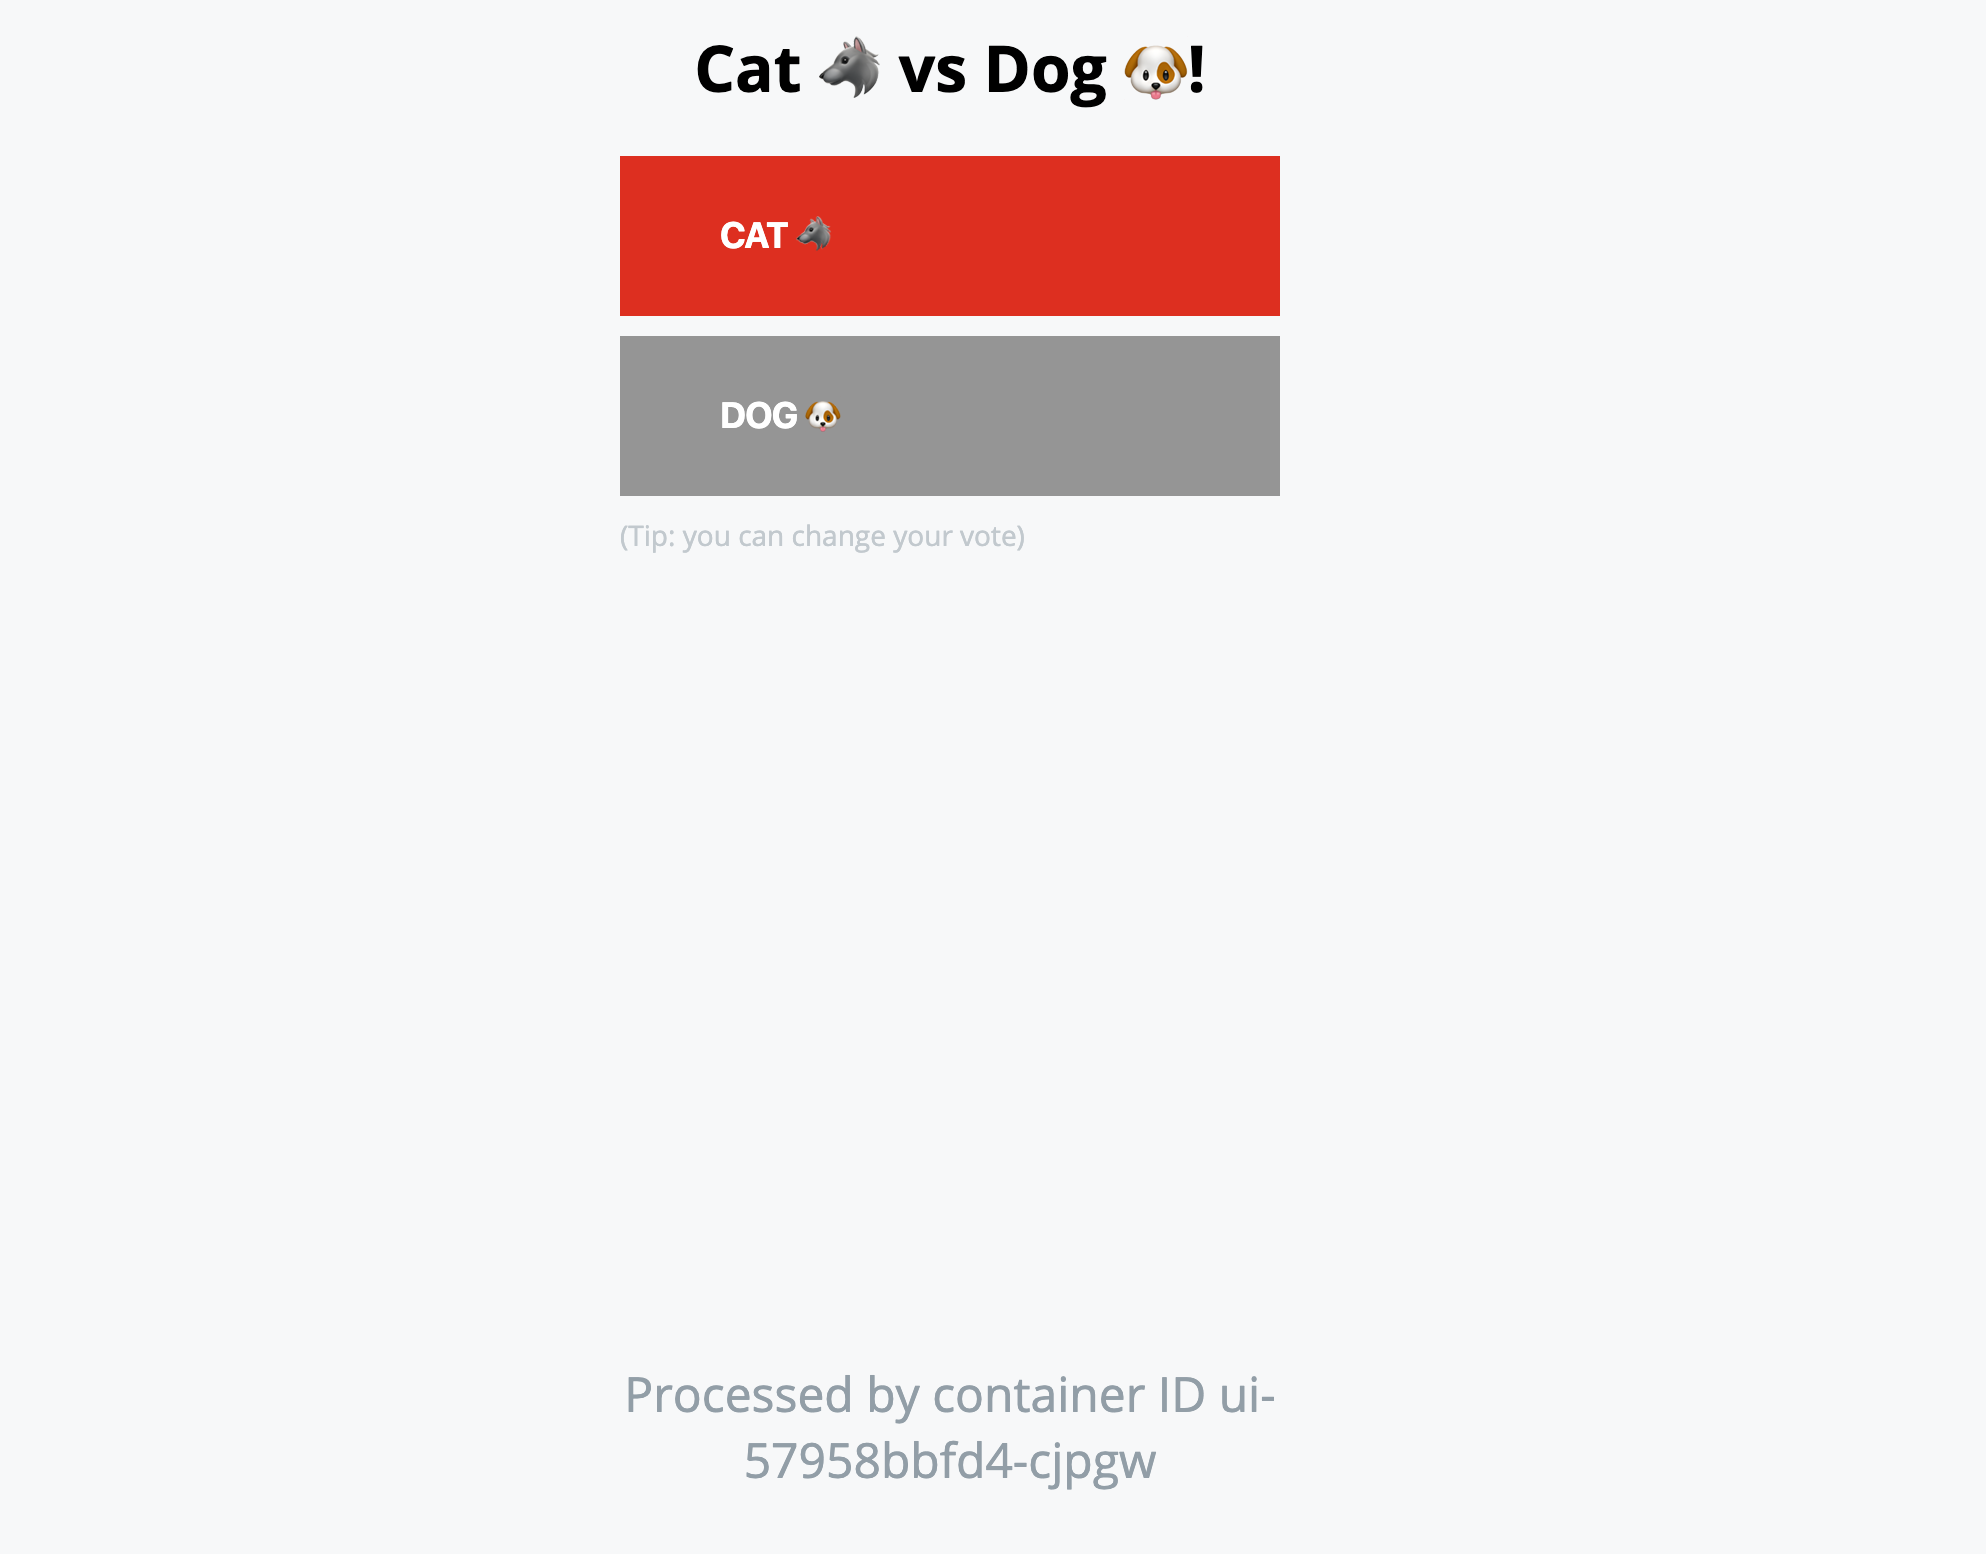 Cat 🐺 vs Dog 🐶!
CAT 🐺
DOG 🐶
(Tip: you can change your vote)
Processed by container ID ui-
57958bbfd4-cjpgw